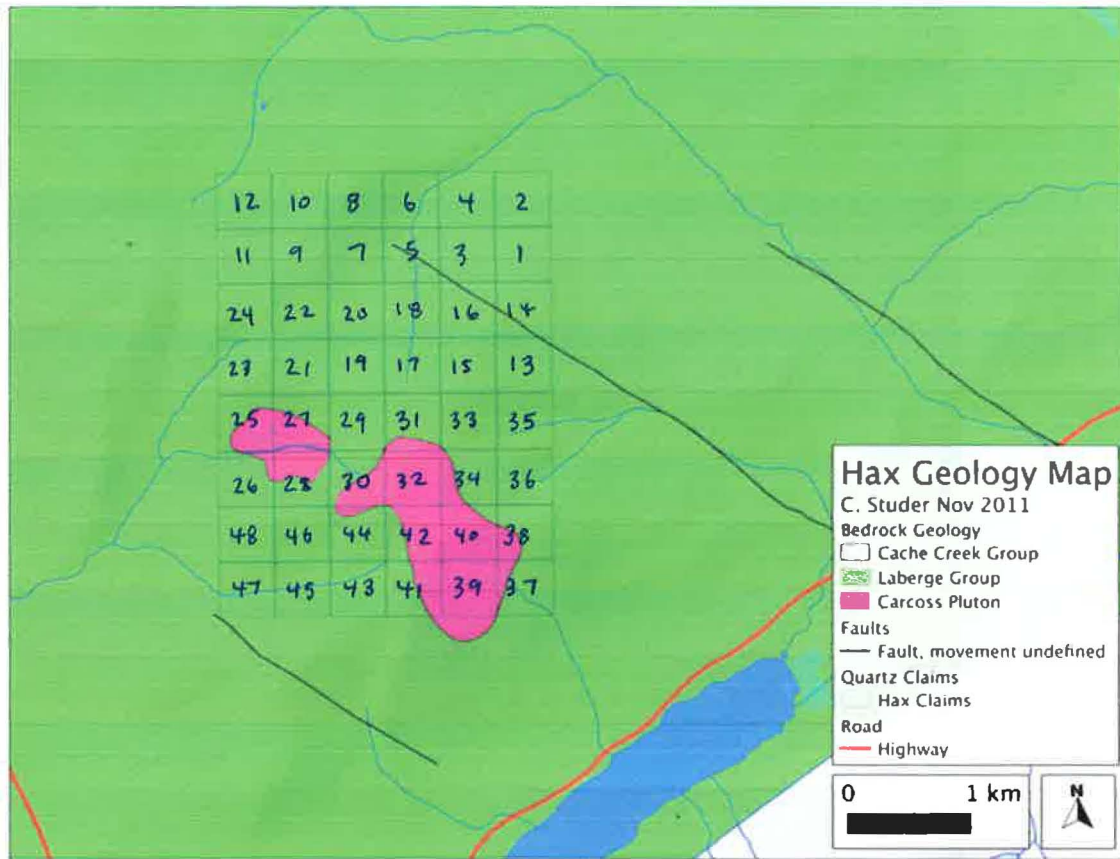 12 10 8 6 4 2
11 9 7 5 3 1
24 22 20 18 16 14
23 21 19 17 15 13
25 27 29 31 33 35
26 28 30 32 34 36
48 46 44 42 40 38
47 45 43 41 39 37
Hax Geology Map
C. Studer Nov 2011
Bedrock Geology
Cache Creek Group
Laberge Group
Carcoss Pluton
Faults
Fault, movement undefined
Quartz Claims
Hax Claims
Road
Highway
0 1 km
N